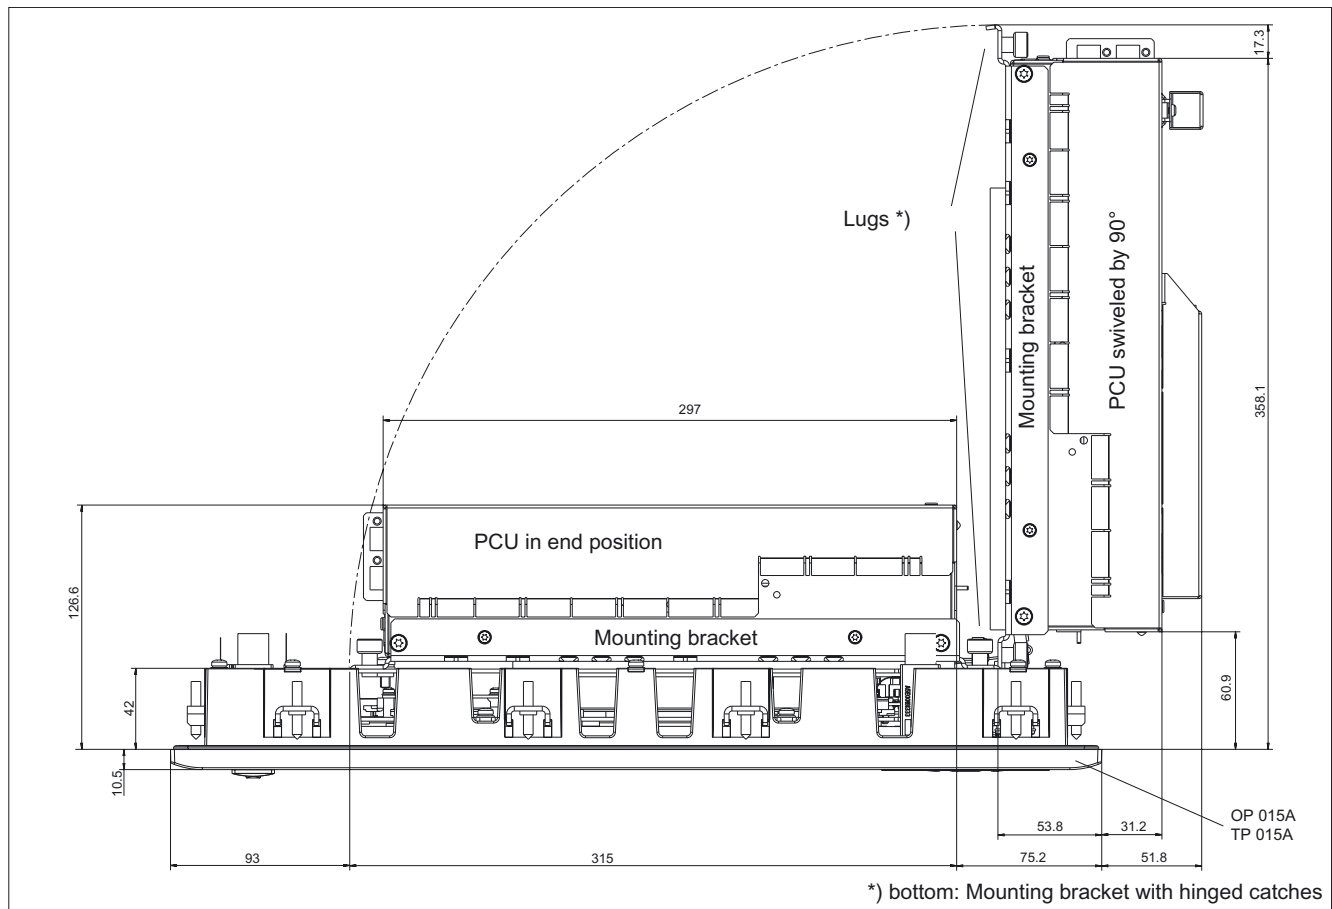 17.3
Lugs *)
Mounting bracket
PCU swiveled by 90°
358.1
297
PCU in end position
126.6
Mounting bracket
42
60.9
10.5
OP 015A
TP 015A
53.8
31.2
93
315
75.2
51.8
*) bottom: Mounting bracket with hinged catches